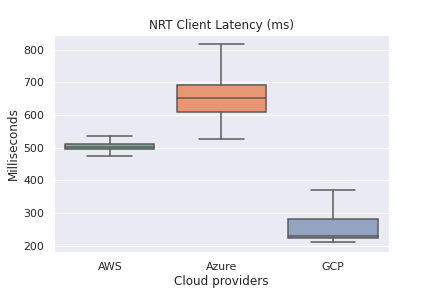 NRT Client Latency (ms)
800
700
600
500
400
300
200
Milliseconds
AWS
Azure
GCP
Cloud providers